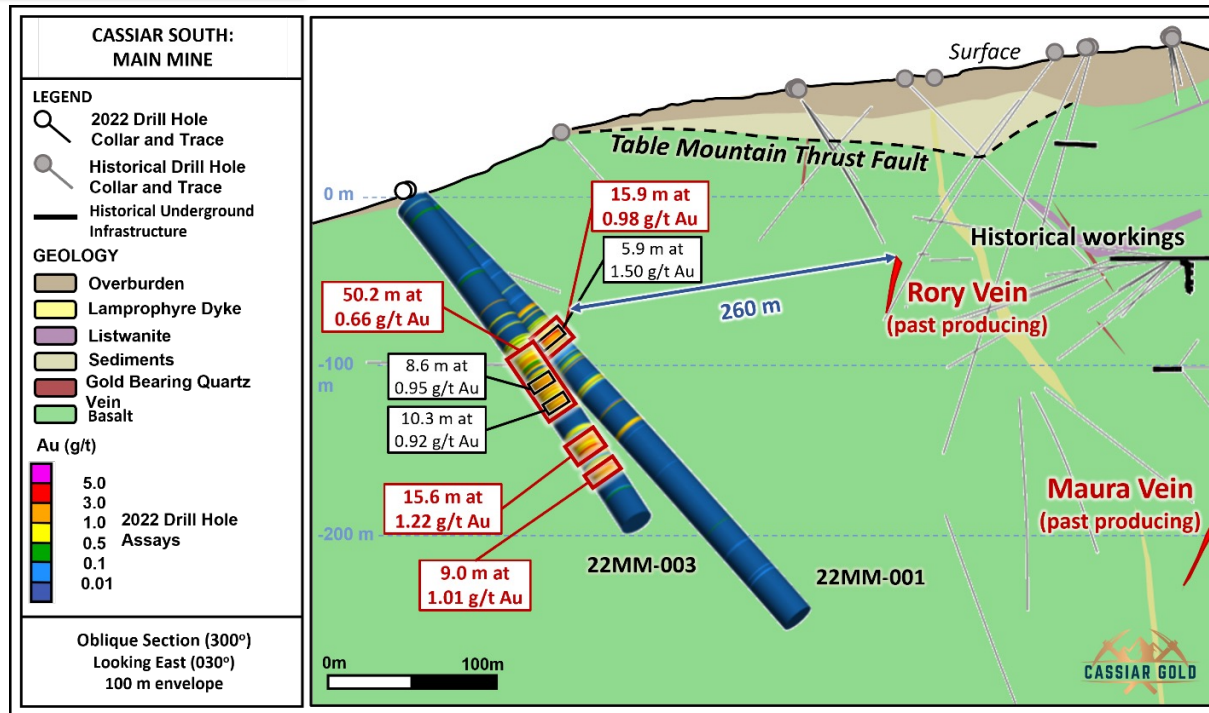 CASSIAR SOUTH:
MAIN MINE
LEGEND
2022 Drill Hole
Collar and Trace
Historical Drill Hole
Collar and Trace
Historical Underground
Infrastructure
GEOLOGY
Overburden
Lamprophyre Dyke
Listwanite
Sediments
Gold Bearing Quartz
Vein
Basalt
Au (g/t)
5.0
3.0
1.0
0.5
0.1
0.01
2022 Drill Hole
Assays
Oblique Section (300°)
Looking East (030°)
100 m envelope
Surface
Table Mountain Thrust Fault
0 m
15.9 m at
0.98 g/t Au
5.9 m at
1.50 g/t Au
Historical workings
50.2 m at
0.66 g/t Au
260 m
Rory Vein
(past producing)
-100
m
8.6 m at
0.95 g/t Au
10.3 m at
0.92 g/t Au
15.6 m at
1.22 g/t Au
Maura Vein
(past producing)
-200 m
9.0 m at
1.01 g/t Au
22MM-003
22MM-001
0m
100m
CASSIAR GOLD